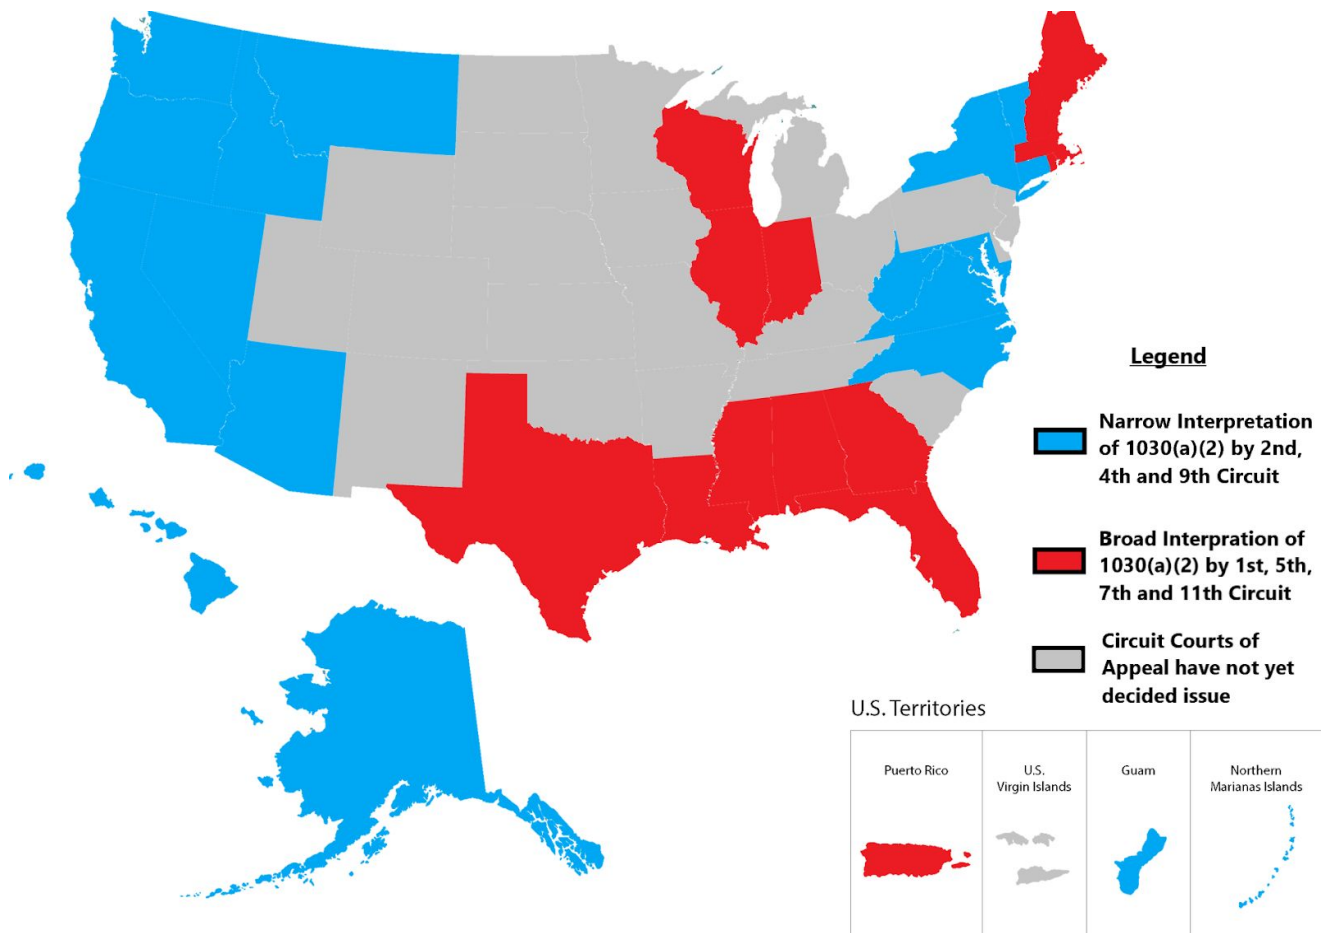 Legend
Narrow Interpretation
of 1030(a)(2) by 2nd,
4th and 9th Circuit
Broad Interpration of
1030(a)(2) by 1st, 5th,
7th and 11th Circuit
Circuit Courts of
Appeal have not yet
decided issue
U.S. Territories
Puerto Rico
U.S.
Virgin Islands
Guam
Northern
Marianas Islands